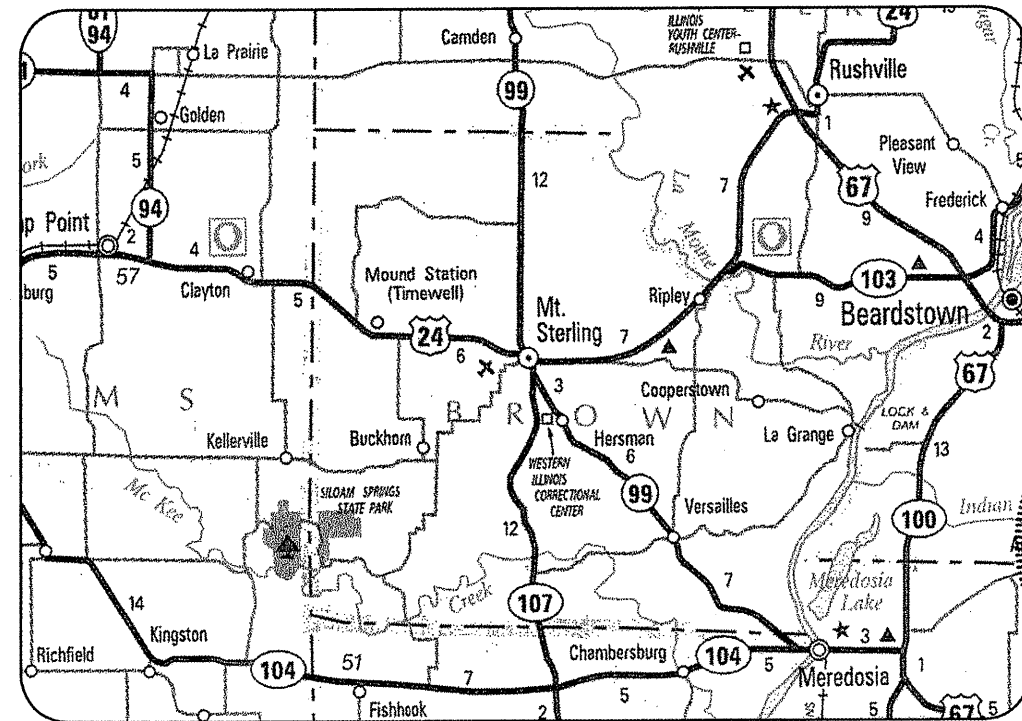 94
La Prairie
Camden
ILLINOIS
YOUTH CENTER-
RUSHVILLE
24
Rushville
4
Golden
99
1
Pleasant
View
5
12
7
67
Frederick
94
La
Moine
9
4
Point
2
4
5
57
Clayton
5
Mound Station
(Timewell)
24
6
Mt.
Sterling
7
Ripley
9
103
Beardstown
River
2
67
3
Cooperstown
M S
B R O W N
LOCK &
DAM
Kellerville
Buckhorn
Hersman
6
La Grange
13
Mc Kee
SILOAM SPRINGS
STATE PARK
WESTERN
ILLINOIS
CORRECTIONAL
CENTER
99
Versailles
100
Indian
12
7
Creek
107
Meredosia
Lake
14
Kingston
3
Richfield
104
51
Chambersburg
104
5
Meredosia
1
7
5
Fishhook
2
5
67
5